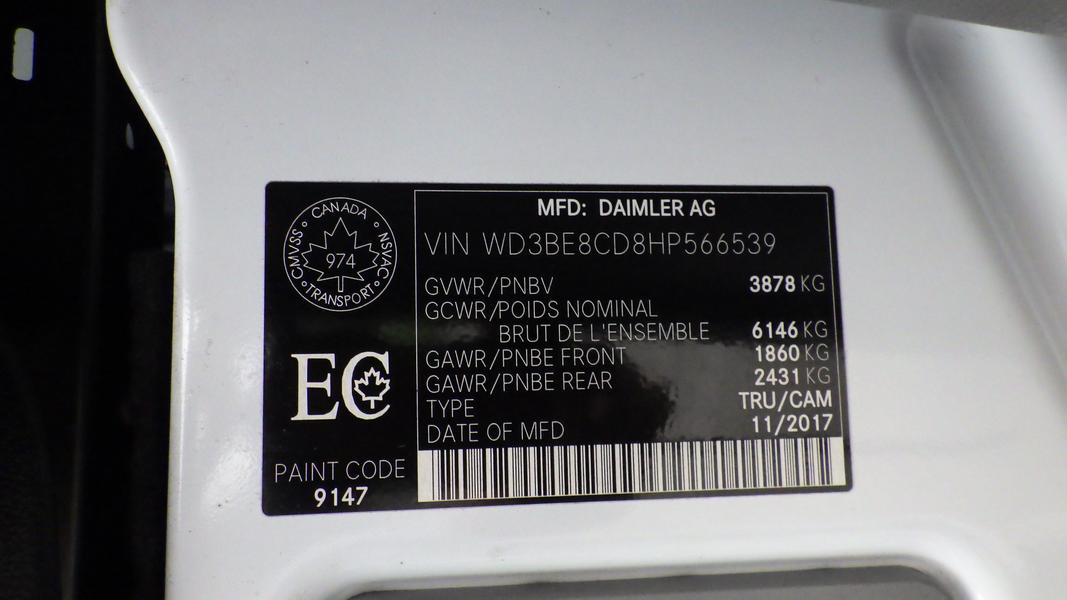 CANADA
CMVSS
NSVAC
974
TRANSPORT
MFD: DAIMLER AG
VIN WD3BE8CD8HP566539
GVWR/PNBV 3878 KG
GCWR/POIDS NOMINAL
BRUT DE L'ENSEMBLE 6146 KG
GAWR/PNBE FRONT 1860 KG
GAWR/PNBE REAR 2431 KG
TYPE TRU/CAM
DATE OF MFD 11/2017
EC
PAINT CODE
9147